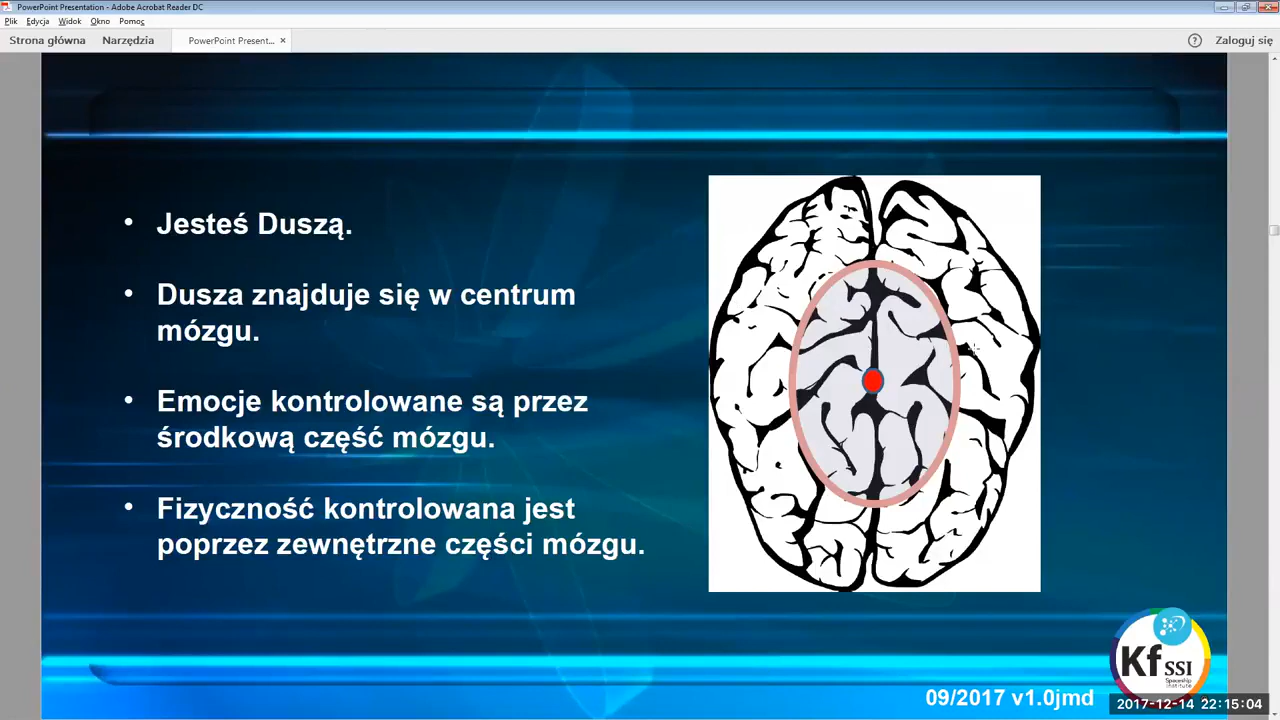 PowerPoint Presentation - Adobe Acrobat Reader DC
Plik Edycja Widok Okno Pomoc
Strona główna Narzędzia PowerPoint Present... × ? Zaloguj się
• Jesteś Duszą.
• Dusza znajduje się w centrum
mózgu.
• Emocje kontrolowane są przez
środkową część mózgu.
• Fizyczność kontrolowana jest
poprzez zewnętrzne części mózgu.
Kf SSI
Spaceship
Institute
09/2017 v1.0jmd
2017-12-14 22:15:04